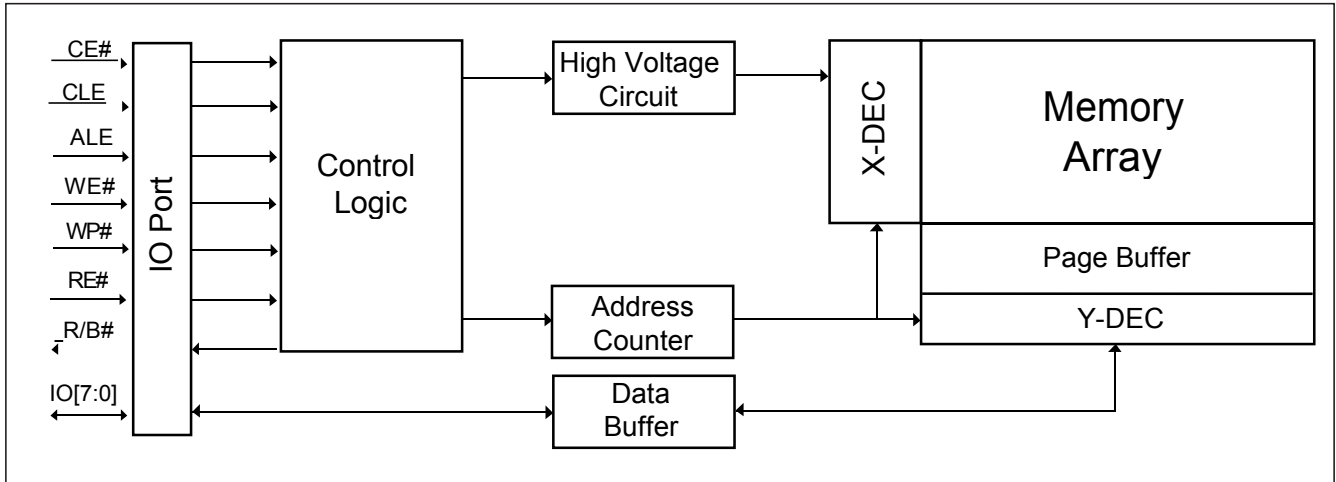 CE#
CLE
ALE
WE#
WP#
RE#
R/B#
IO[7:0]
IO Port
Control
Logic
High Voltage
Circuit
Address
Counter
Data
Buffer
X-DEC
Memory
Array
Page Buffer
Y-DEC